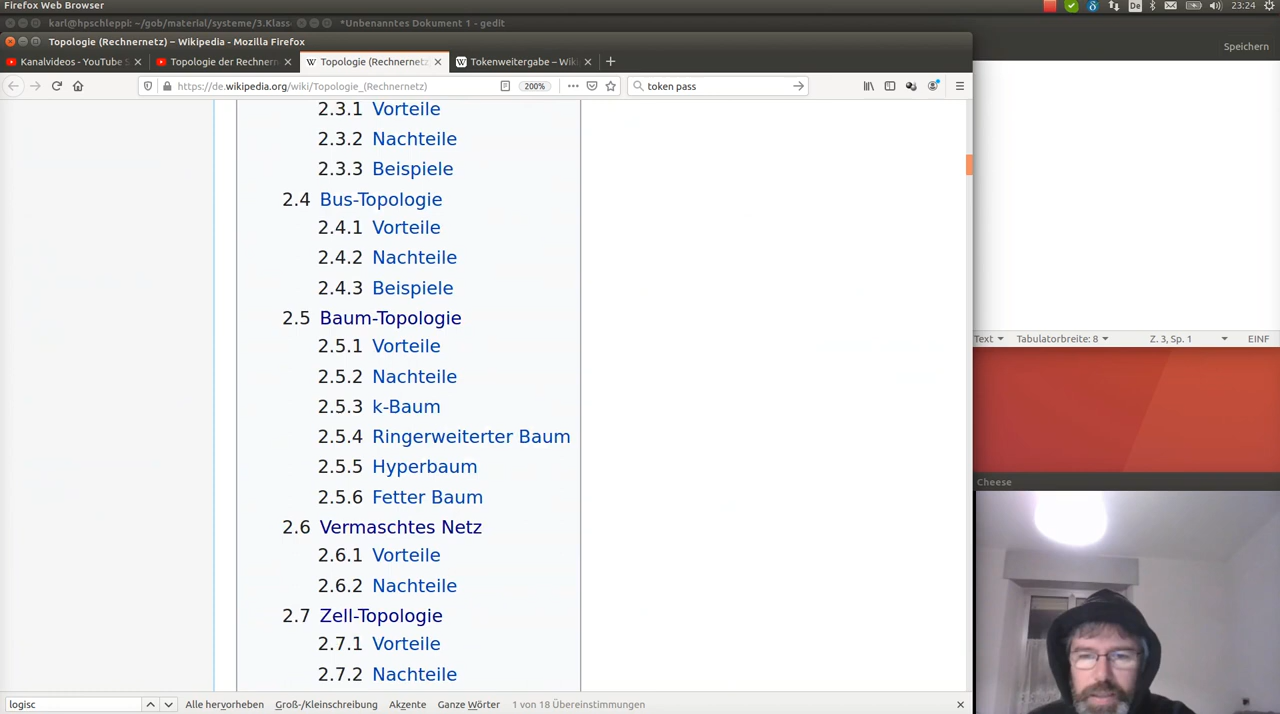 Firefox Web Browser
De
23:24
karl@hpschleppi: ~/gob/material/systeme/3.Klass
*Unbenanntes Dokument 1 - gedit
Topologie (Rechnernetz) – Wikipedia - Mozilla Firefox
Speichern
Kanalvideos - YouTube S
Topologie der Rechnern
Topologie (Rechnernetz
Tokenweitergabe – Wiki
https://de.wikipedia.org/wiki/Topologie_(Rechnernetz)
200%
token pass
2.3.1 Vorteile
2.3.2 Nachteile
2.3.3 Beispiele
2.4 Bus-Topologie
2.4.1 Vorteile
2.4.2 Nachteile
2.4.3 Beispiele
2.5 Baum-Topologie
2.5.1 Vorteile
2.5.2 Nachteile
2.5.3 k-Baum
2.5.4 Ringerweiterter Baum
2.5.5 Hyperbaum
2.5.6 Fetter Baum
2.6 Vermaschtes Netz
2.6.1 Vorteile
2.6.2 Nachteile
2.7 Zell-Topologie
2.7.1 Vorteile
2.7.2 Nachteile
Text
Tabulatorbreite: 8
Z. 3, Sp. 1
EINF
Cheese
logisc
Alle hervorheben
Groß-/Kleinschreibung
Akzente
Ganze Wörter
1 von 18 Übereinstimmungen